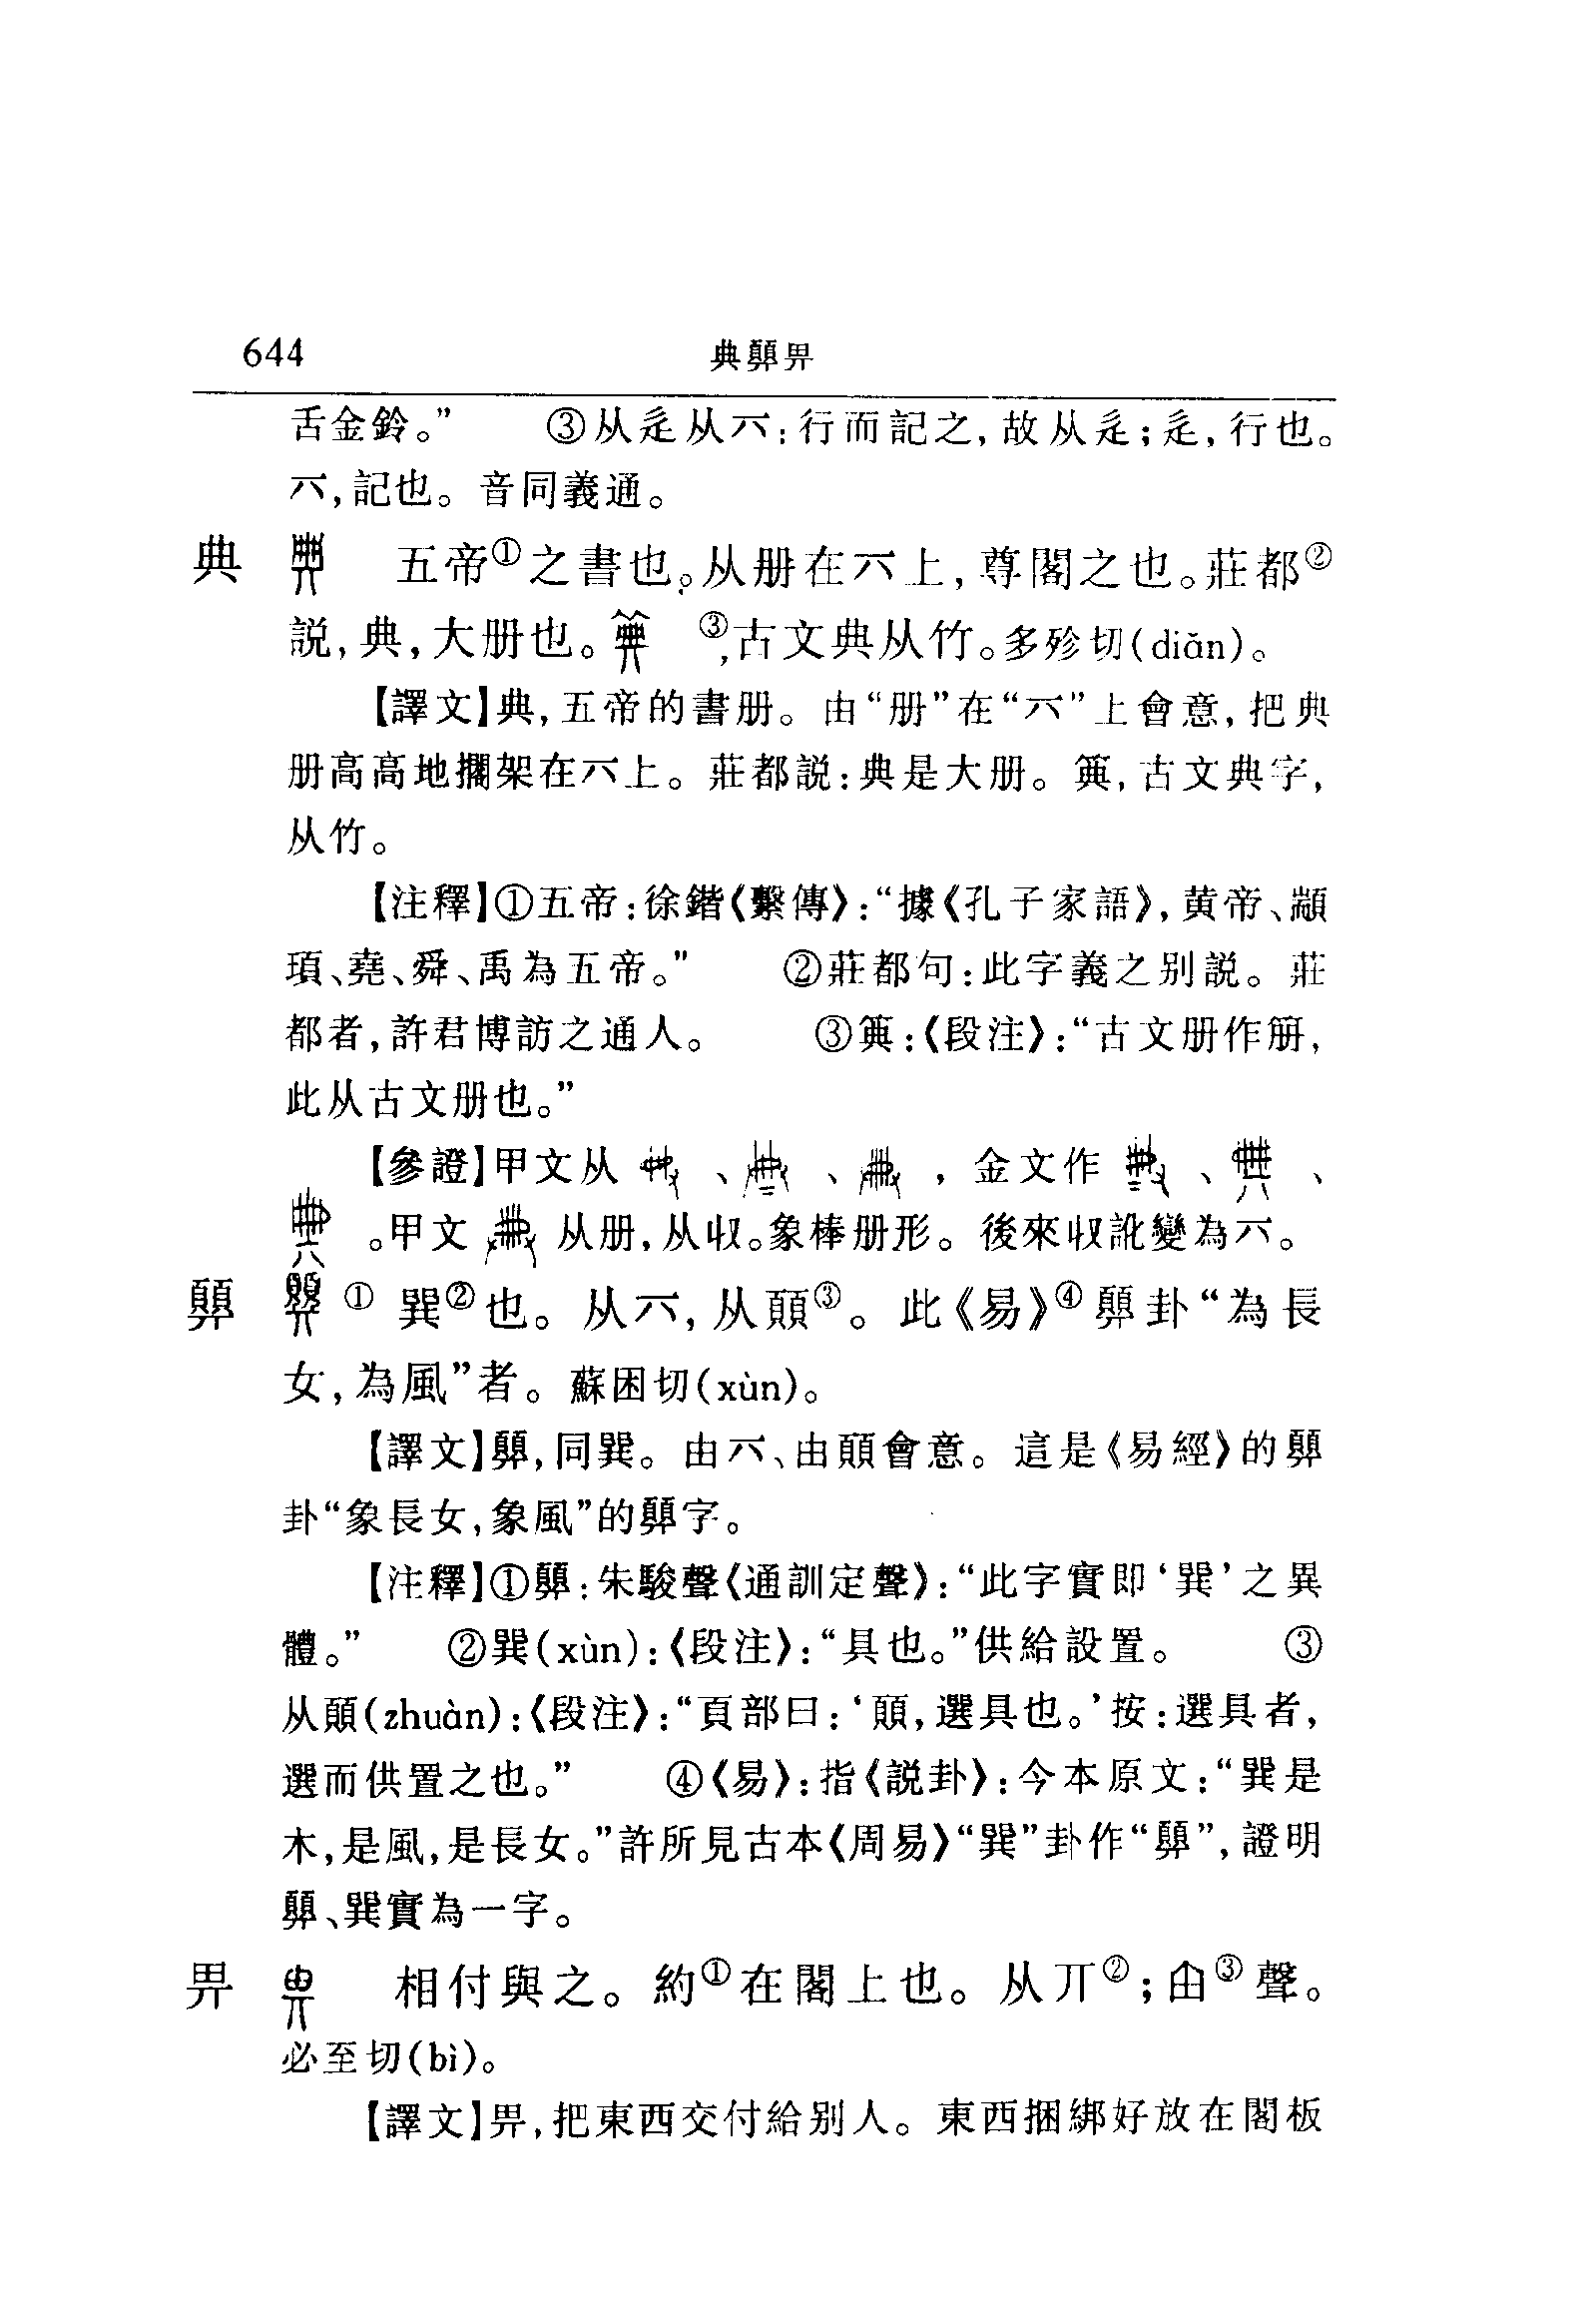 644 典顨畀
舌金鈴。” ③从辵从丌:行而記之,故从辵;辵,行也。
丌,記也。音同義通。
典 五帝①之書也。从册在丌上,尊閣之也。莊都②
説,典,大册也。 ③,古文典从竹。多殄切(diǎn)。
【譯文】典,五帝的書册。由“册”在“丌”上會意,把典
册高高地擱架在丌上。莊都説:典是大册。箅,古文典字,
从竹。
【注釋】①五帝:徐鍇《繫傳》:“據《孔子家語》,黄帝、顓
頊、堯、舜、禹為五帝。” ②莊都句:此字義之别説。莊
都者,許君博訪之通人。 ③:《段注》:“古文册作笧,
此从古文册也。”
【參證】甲文从 、 、 ,金文作 、 、
。甲文 从册,从収。象捧册形。後來収訛變為丌。
顨 ① 巽②也。从丌,从頭③。此《易》④顨卦“為長
女,為風”者。蘇困切(xùn)。
【譯文】顨,同巽。由丌、由䪻會意。這是《易經》的顨
卦“象長女,象風”的顨字。
【注釋】①顨:朱駿聲《通訓定聲》:“此字實即‘巽’之異
體。” ②巽(xùn):《段注》:“具也。”供給設置。 ③
从䪻(zhuàn):《段注》:“頁部曰:‘䪻,選具也。’按:選具者,
選而供置之也。” ④《易》:指《説卦》:今本原文:“巽是
木,是風,是長女。”許所見古本《周易》“巽”卦作“顨”,證明
顨、巽實為一字。
畀 相付與之。約①在閣上也。从丌②;甶③聲。
必至切(bì)。
【譯文】畀,把東西交付給别人。東西捆綁好放在閣板